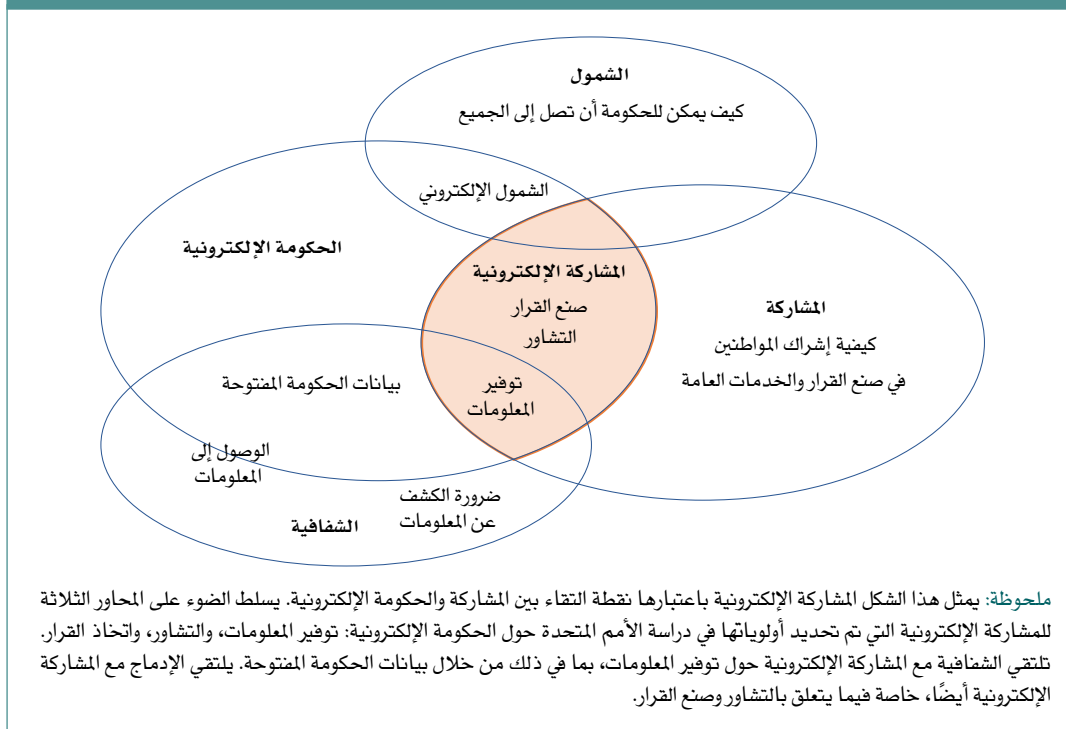 الشمول
كيف يمكن للحكومة أن تصل إلى الجميع
الشمول الإلكتروني
الحكومة الإلكترونية
المشاركة الإلكترونية
صنع القرار
التشاور
المشاركة
كيفية إشراك المواطنين
في صنع القرار والخدمات العامة
توفير
المعلومات
بيانات الحكومة المفتوحة
الوصول إلى
المعلومات
ضرورة الكشف
عن المعلومات
الشفافية
ملحوظة: يمثل هذا الشكل المشاركة الإلكترونية باعتبارها نقطة التقاء بين المشاركة والحكومة الإلكترونية. يسلط الضوء على المحاور الثلاثة
للمشاركة الإلكترونية التي تم تحديد أولوياتها في دراسة الأمم المتحدة حول الحكومة الإلكترونية: توفير المعلومات، والتشاور، واتخاذ القرار.
تلتقي الشفافية مع المشاركة الإلكترونية حول توفير المعلومات، بما في ذلك من خلال بيانات الحكومة المفتوحة. يلتقي الإدماج مع المشاركة
الإلكترونية أيضًا، خاصة فيما يتعلق بالتشاور وصنع القرار.